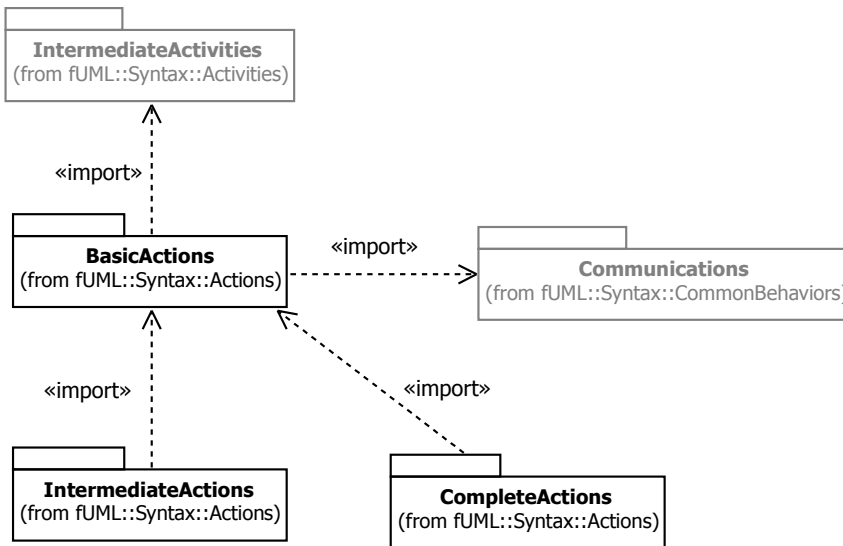 IntermediateActivities
(from fUML::Syntax::Activities)
«import»
BasicActions
(from fUML::Syntax::Actions)
«import»
Communications
(from fUML::Syntax::CommonBehaviors)
«import»
«import»
IntermediateActions
(from fUML::Syntax::Actions)
CompleteActions
(from fUML::Syntax::Actions)